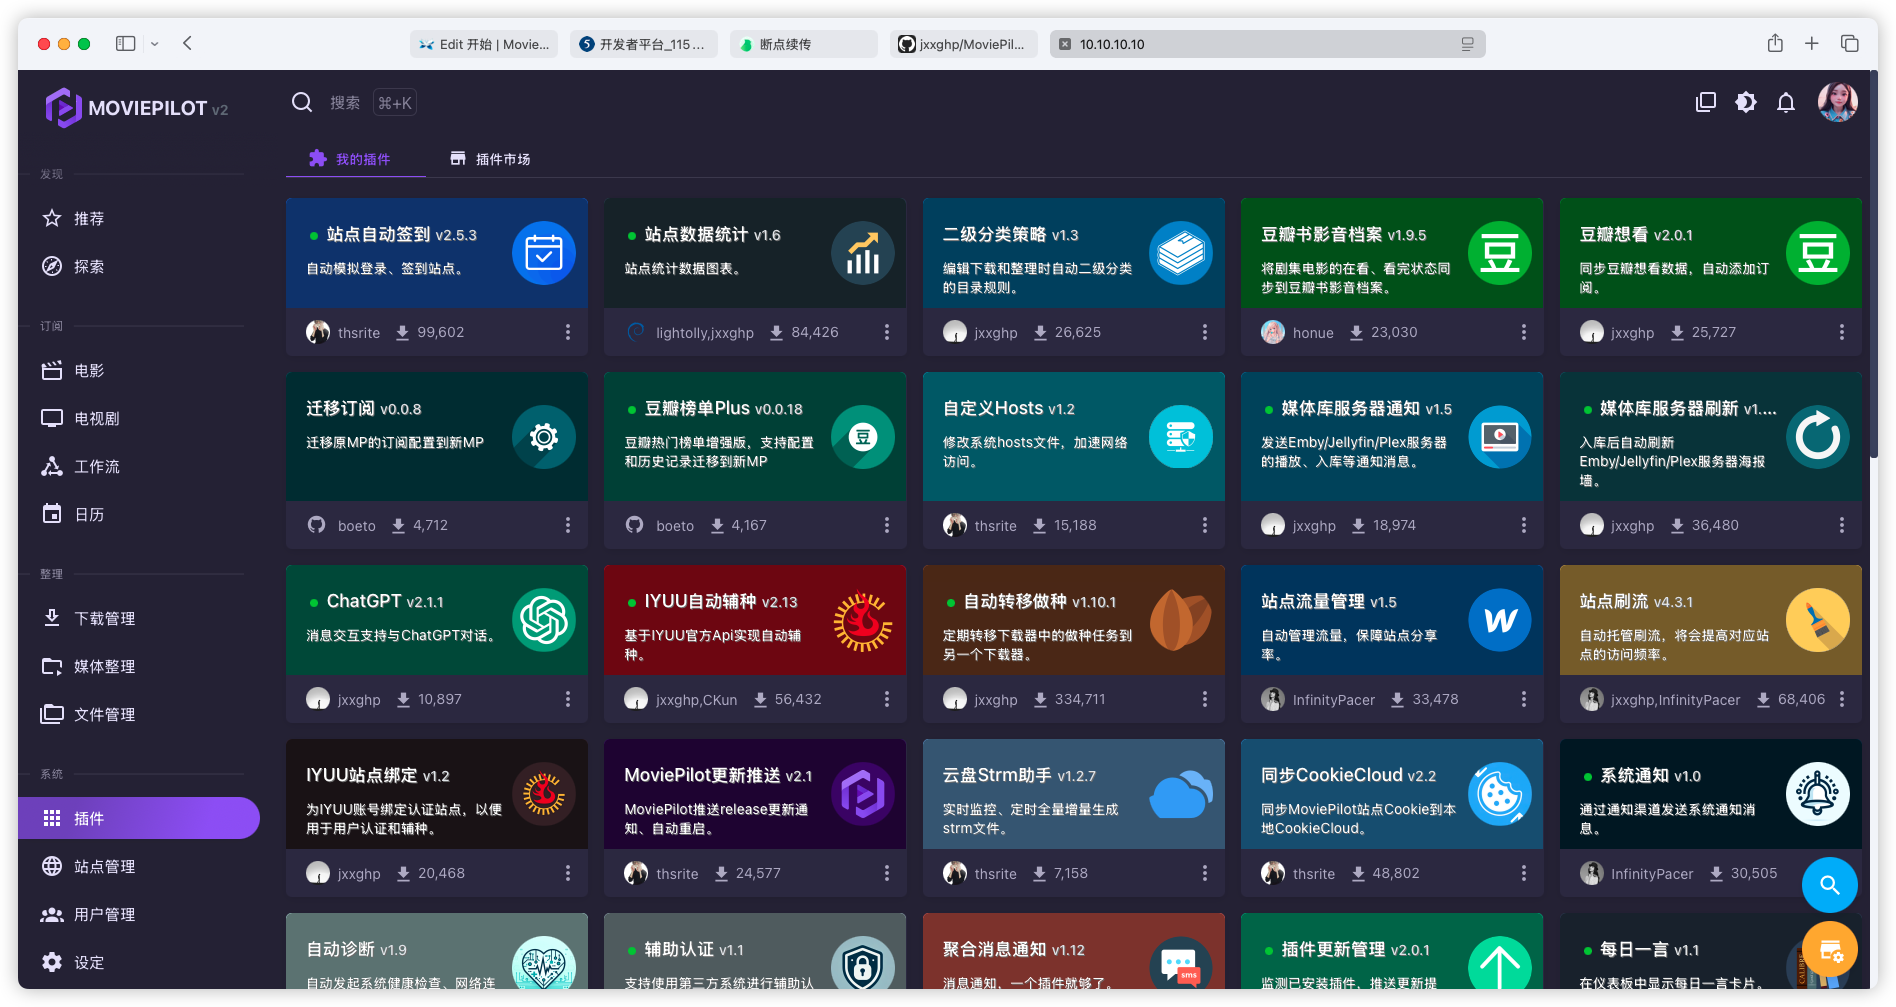 Edit 开始 | Movie...
5 开发者平台_115 ...
断点续传
jxxghp/MoviePil...
10.10.10.10
MOVIEPILOT v2
搜索 ⌘+K
我的插件
插件市场
发现
推荐
探索
订阅
电影
电视剧
工作流
日历
整理
下载管理
媒体整理
文件管理
系统
插件
站点管理
用户管理
设定
站点自动签到 v2.5.3
自动模拟登录、签到站点。
thsrite 99,602
站点数据统计 v1.6
站点统计数据图表。
lightolly,jxxghp 84,426
二级分类策略 v1.3
编辑下载和整理时自动二级分类
的目录规则。
jxxghp 26,625
豆瓣书影音档案 v1.9.5
将剧集电影的在看、看完状态同
步到豆瓣书影音档案。
豆
honue 23,030
豆瓣想看 v2.0.1
同步豆瓣想看数据，自动添加订
阅。
豆
jxxghp 25,727
迁移订阅 v0.0.8
迁移原MP的订阅配置到新MP
boeto 4,712
豆瓣榜单Plus v0.0.18
豆瓣热门榜单增强版，支持配置
和历史记录迁移到新MP
豆
boeto 4,167
自定义Hosts v1.2
修改系统hosts文件，加速网络
访问。
thsrite 15,188
媒体库服务器通知 v1.5
发送Emby/Jellyfin/Plex服务器
的播放、入库等通知消息。
jxxghp 18,974
媒体库服务器刷新 v1....
入库后自动刷新
Emby/Jellyfin/Plex服务器海报
墙。
jxxghp 36,480
ChatGPT v2.1.1
消息交互支持与ChatGPT对话。
jxxghp 10,897
IYUU自动辅种 v2.13
基于IYUU官方Api实现自动辅
种。
jxxghp,CKun 56,432
自动转移做种 v1.10.1
定期转移下载器中的做种任务到
另一个下载器。
jxxghp 334,711
站点流量管理 v1.5
自动管理流量，保障站点分享
率。
w
InfinityPacer 33,478
站点刷流 v4.3.1
自动托管刷流，将会提高对应站
点的访问频率。
jxxghp,InfinityPacer 68,406
IYUU站点绑定 v1.2
为IYUU账号绑定认证站点，以便
用于用户认证和辅种。
jxxghp 20,468
MoviePilot更新推送 v2.1
MoviePilot推送release更新通
知、自动重启。
thsrite 24,577
云盘Strm助手 v1.2.7
实时监控、定时全量增量生成
strm文件。
thsrite 7,158
同步CookieCloud v2.2
同步MoviePilot站点Cookie到本
地CookieCloud。
thsrite 48,802
系统通知 v1.0
通过通知渠道发送系统通知消
息。
InfinityPacer 30,505
自动诊断 v1.9
自动发起系统健康检查、网络连
辅助认证 v1.1
支持使用第三方系统进行辅助认
聚合消息通知 v1.12
消息通知，一个插件就够了。
sms
插件更新管理 v2.0.1
监测已安装插件，推送更新提
每日一言 v1.1
在仪表板中显示每日一言卡片。
CALIBRE